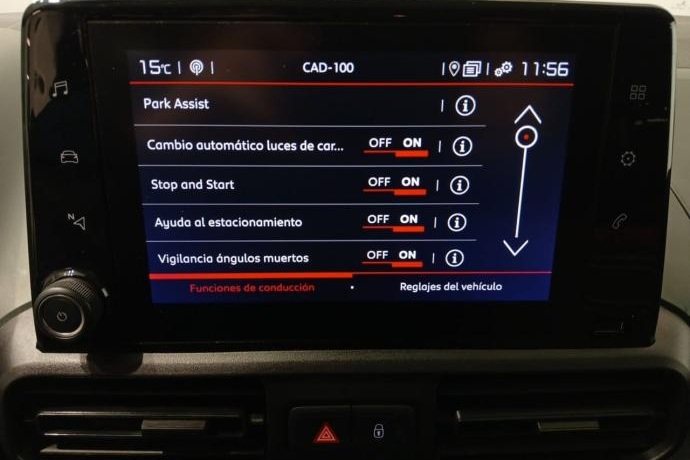 15°C CAD-100 11:56
Park Assist
Cambio automático luces de car... OFF ON
Stop and Start OFF ON
Ayuda al estacionamiento OFF ON
Vigilancia ángulos muertos OFF ON
Funciones de conducción • Reglajes del vehículo
N